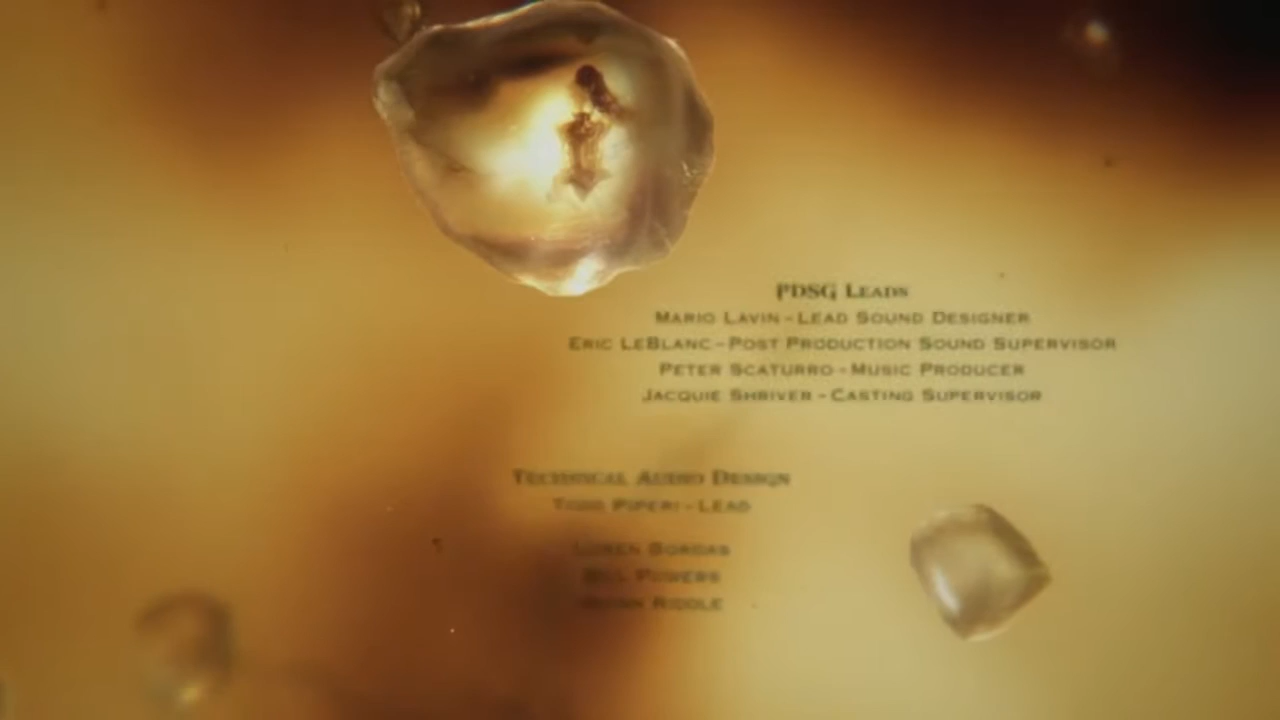 PDSG LEADS
MARIO LAVIN - LEAD SOUND DESIGNER
ERIC LEBLANC - POST PRODUCTION SOUND SUPERVISOR
PETER SCATURRO - MUSIC PRODUCER
JACQUIE SHRIVER - CASTING SUPERVISOR
TECHNICAL AUDIO DESIGN
TODD PIPERI - LEAD
LOREN BORDAS
BILL POWERS
RIDDLE